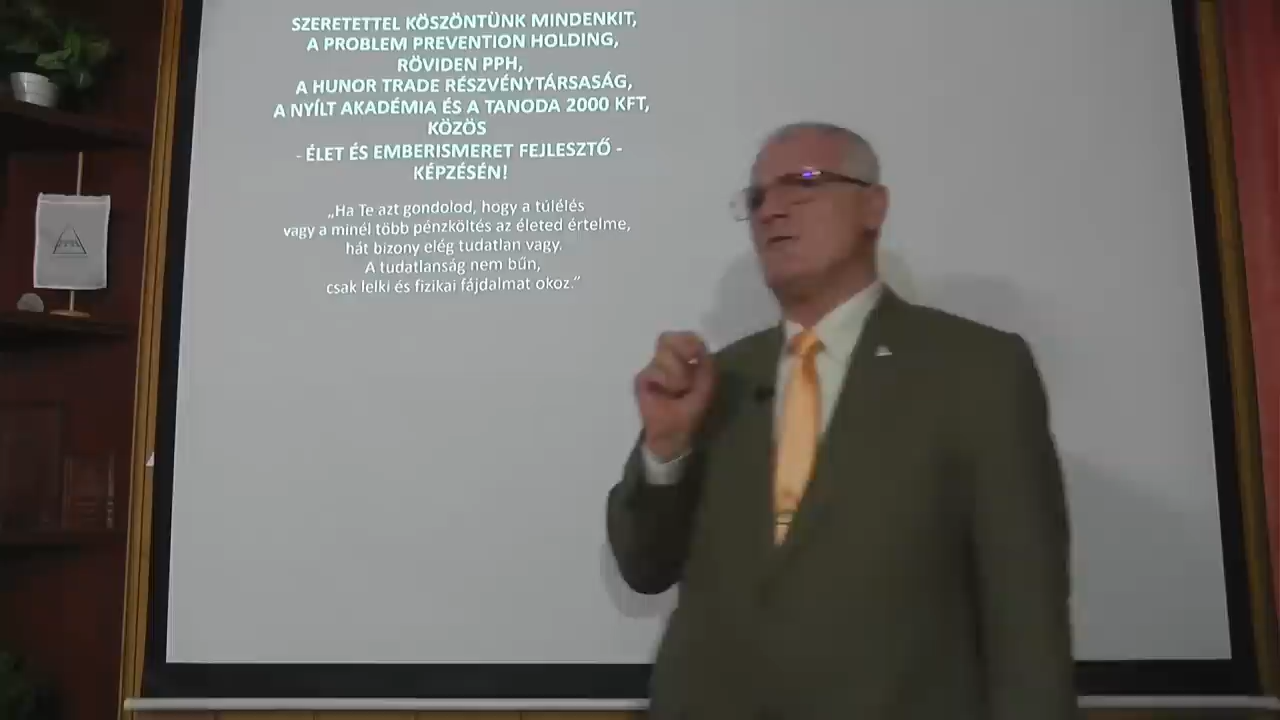 SZERETETTEL KÖSZÖNTÜNK MINDENKIT,
A PROBLEM PREVENTION HOLDING,
RÖVIDEN PPH,
A HUNOR TRADE RÉSZVÉNYTÁRSASÁG,
A NYÍLT AKADÉMIA ÉS A TANODA 2000 KFT,
KÖZÖS
- ÉLET ÉS EMBERISMERET FEJLESZTŐ -
KÉPZÉSÉN!
„Ha Te azt gondolod, hogy a túlélés
vagy a minél több pénzköltés az életed értelme,
hát bizony elég tudatlan vagy.
A tudatlanság nem bűn,
csak lelki és fizikai fájdalmat okoz.”